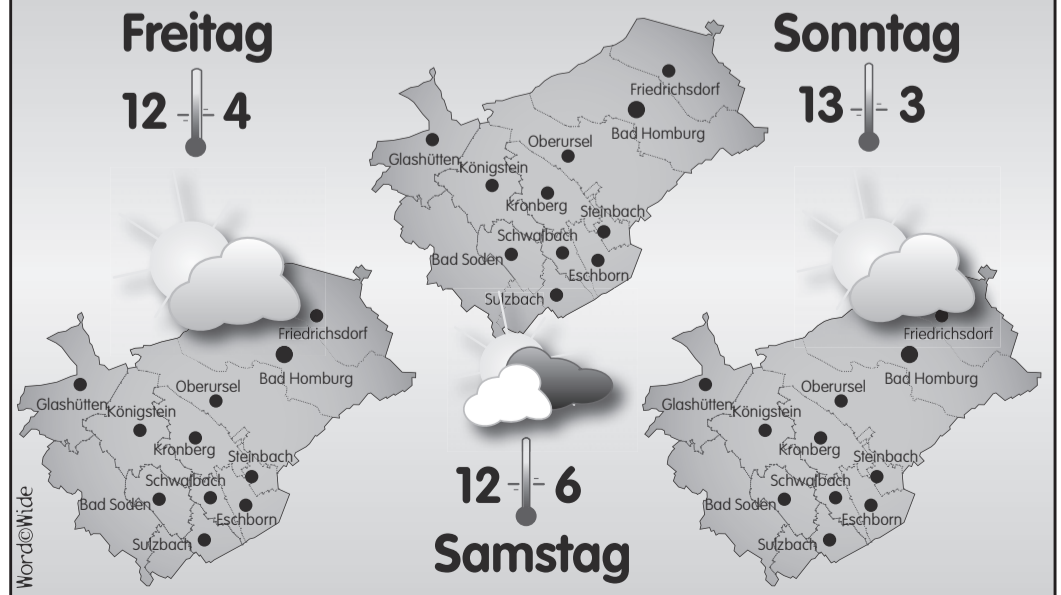 Freitag
12 4
Friedrichsdorf
Bad Homburg
Oberursel
Glashütten
Königstein
Kronberg
Steinbach
Schwalbach
Bad Soden
Eschborn
Sulzbach
Friedrichsdorf
Bad Homburg
Oberursel
Glashütten
Königstein
Kronberg
Steinbach
Schwalbach
Bad Soden
Eschborn
Sulzbach
12 6
Samstag
Sonntag
13 3
Friedrichsdorf
Bad Homburg
Oberursel
Glashütten
Königstein
Kronberg
Steinbach
Schwalbach
Bad Soden
Eschborn
Sulzbach
Word©Wide